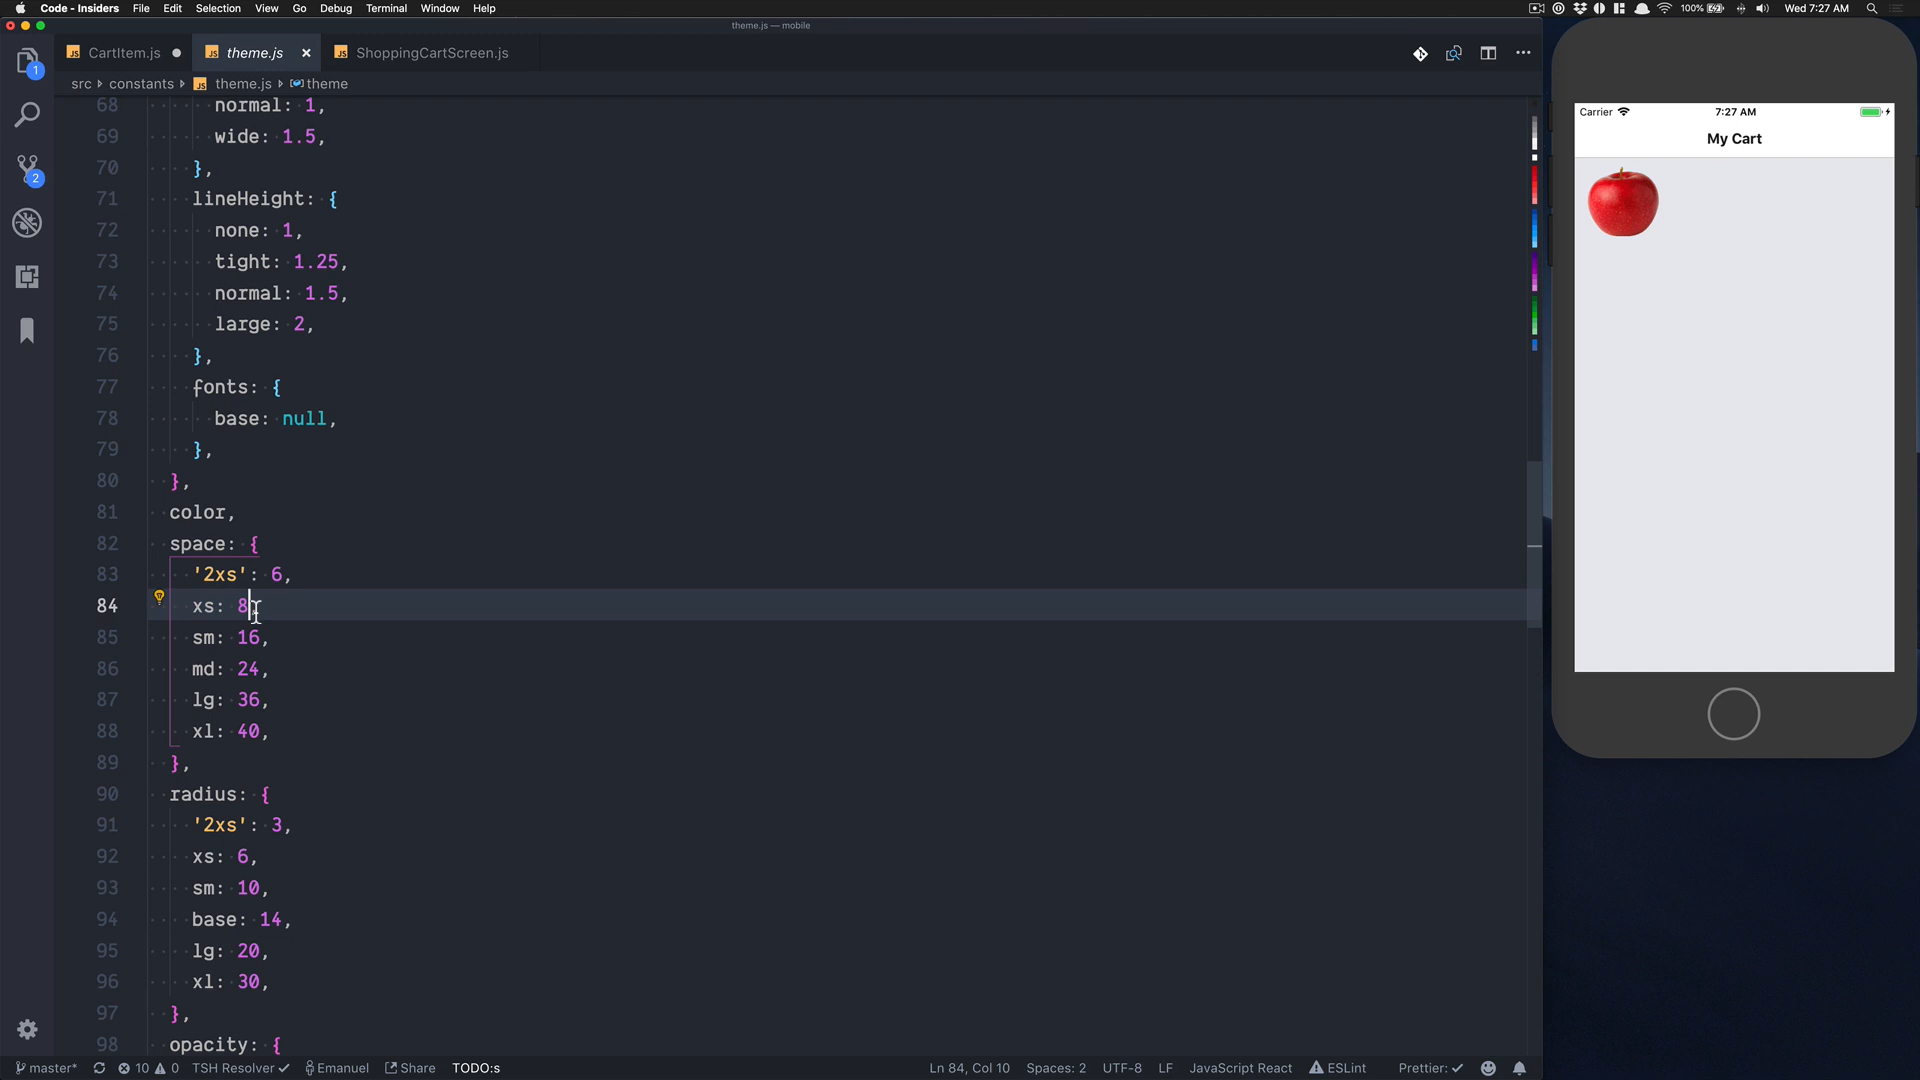 Code - Insiders File Edit Selection View Go Debug Terminal Window Help 100% Wed 7:27 AM
theme.js — mobile
CartItem.js theme.js ShoppingCartScreen.js
src constants theme.js theme
68 normal: 1,
69 wide: 1.5,
70 },
71 lineHeight: {
72 none: 1,
73 tight: 1.25,
74 normal: 1.5,
75 large: 2,
76 },
77 fonts: {
78 base: null,
79 },
80 },
81 color,
82 space: {
83 '2xs': 6,
84 xs: 8
85 sm: 16,
86 md: 24,
87 lg: 36,
88 xl: 40,
89 },
90 radius: {
91 '2xs': 3,
92 xs: 6,
93 sm: 10,
94 base: 14,
95 lg: 20,
96 xl: 30,
97 },
98 opacity: {
1
2
Carrier 7:27 AM
My Cart
master* 10 0 TSH Resolver Emanuel Share TODO:s Ln 84, Col 10 Spaces: 2 UTF-8 LF JavaScript React ESLint Prettier: